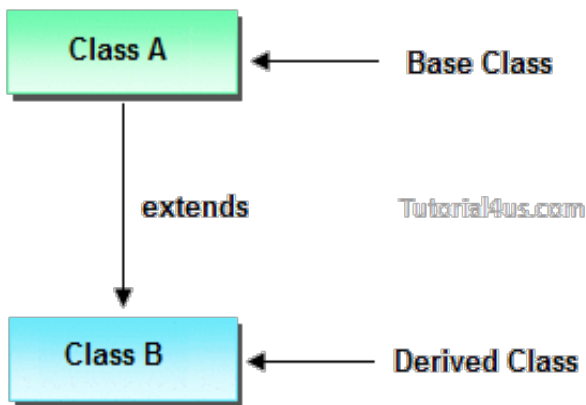 Class A
Base Class
extends
Tutorial4us.com
Class B
Derived Class